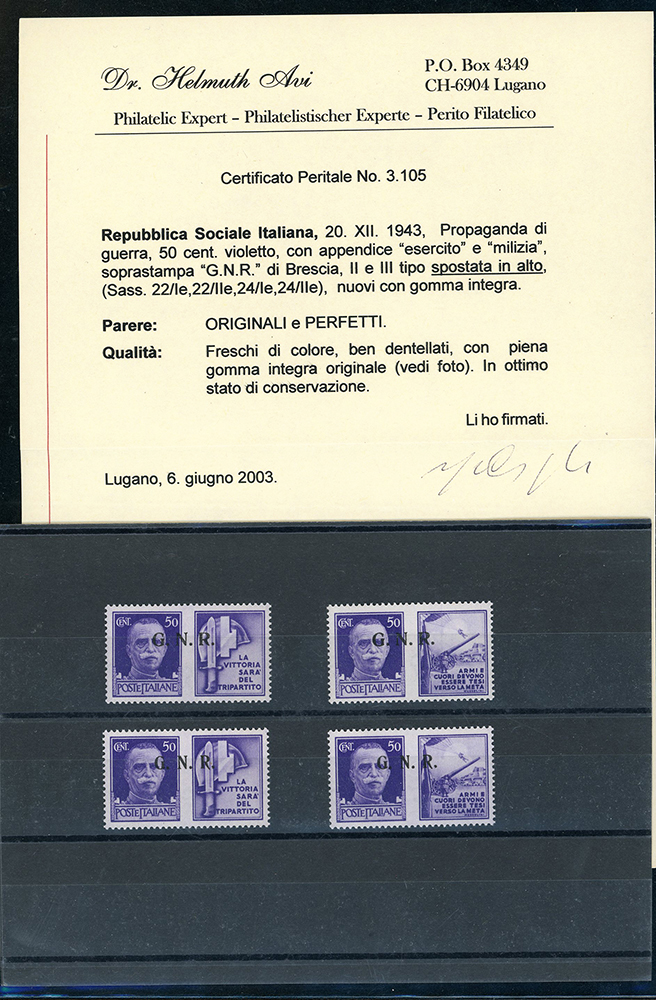 Dr. Helmuth Avi
P.O. Box 4349
CH-6904 Lugano
Philatelic Expert – Philatelistischer Experte – Perito Filatelico
Certificato Peritale No. 3.105
Repubblica Sociale Italiana, 20. XII. 1943, Propaganda di
guerra, 50 cent. violetto, con appendice “esercito” e “milizia”,
soprastampa “G.N.R.” di Brescia, II e III tipo spostata in alto,
(Sass. 22/Ie,22/IIe,24/Ie,24/IIe), nuovi con gomma integra.
Parere: ORIGINALI e PERFETTI.
Qualità: Freschi di colore, ben dentellati, con piena
gomma integra originale (vedi foto). In ottimo
stato di conservazione.
Li ho firmati.
Lugano, 6. giugno 2003.
CENT. 50
G. N. R.
LA
VITTORIA
SARA'
DEL
TRIPARTITO
POSTE ITALIANE
CENT. 50
G. N. R.
ARMI E
CUORI DEVONO
ESSERE TESI
VERSO LA META
POSTE ITALIANE
CENT. 50
G. N. R.
LA
VITTORIA
SARA'
DEL
TRIPARTITO
POSTE ITALIANE
CENT. 50
G. N. R.
ARMI E
CUORI DEVONO
ESSERE TESI
VERSO LA META
POSTE ITALIANE